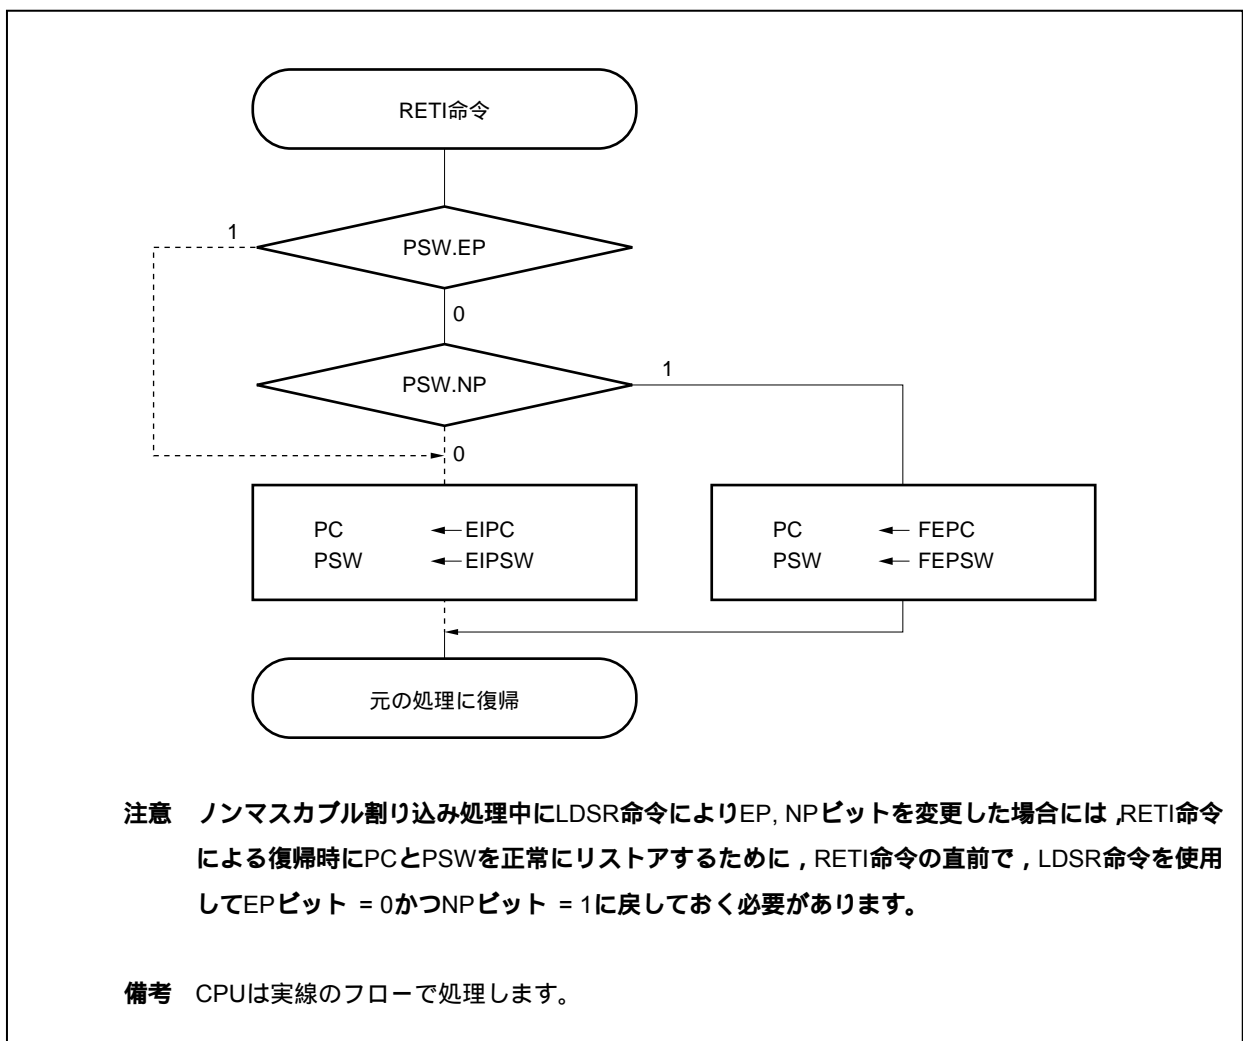 RETI命令
1
PSW.EP
0
PSW.NP
1
0
PC ← EIPC
PSW ← EIPSW
PC ← FEPC
PSW ← FEPSW
元の処理に復帰
注意 ノンマスカブル割り込み処理中にLDSR命令によりEP, NPビットを変更した場合には，RETI命令
による復帰時にPCとPSWを正常にリストアするために，RETI命令の直前で，LDSR命令を使用
してEPビット = 0かつNPビット = 1に戻しておく必要があります。
備考 CPUは実線のフローで処理します。